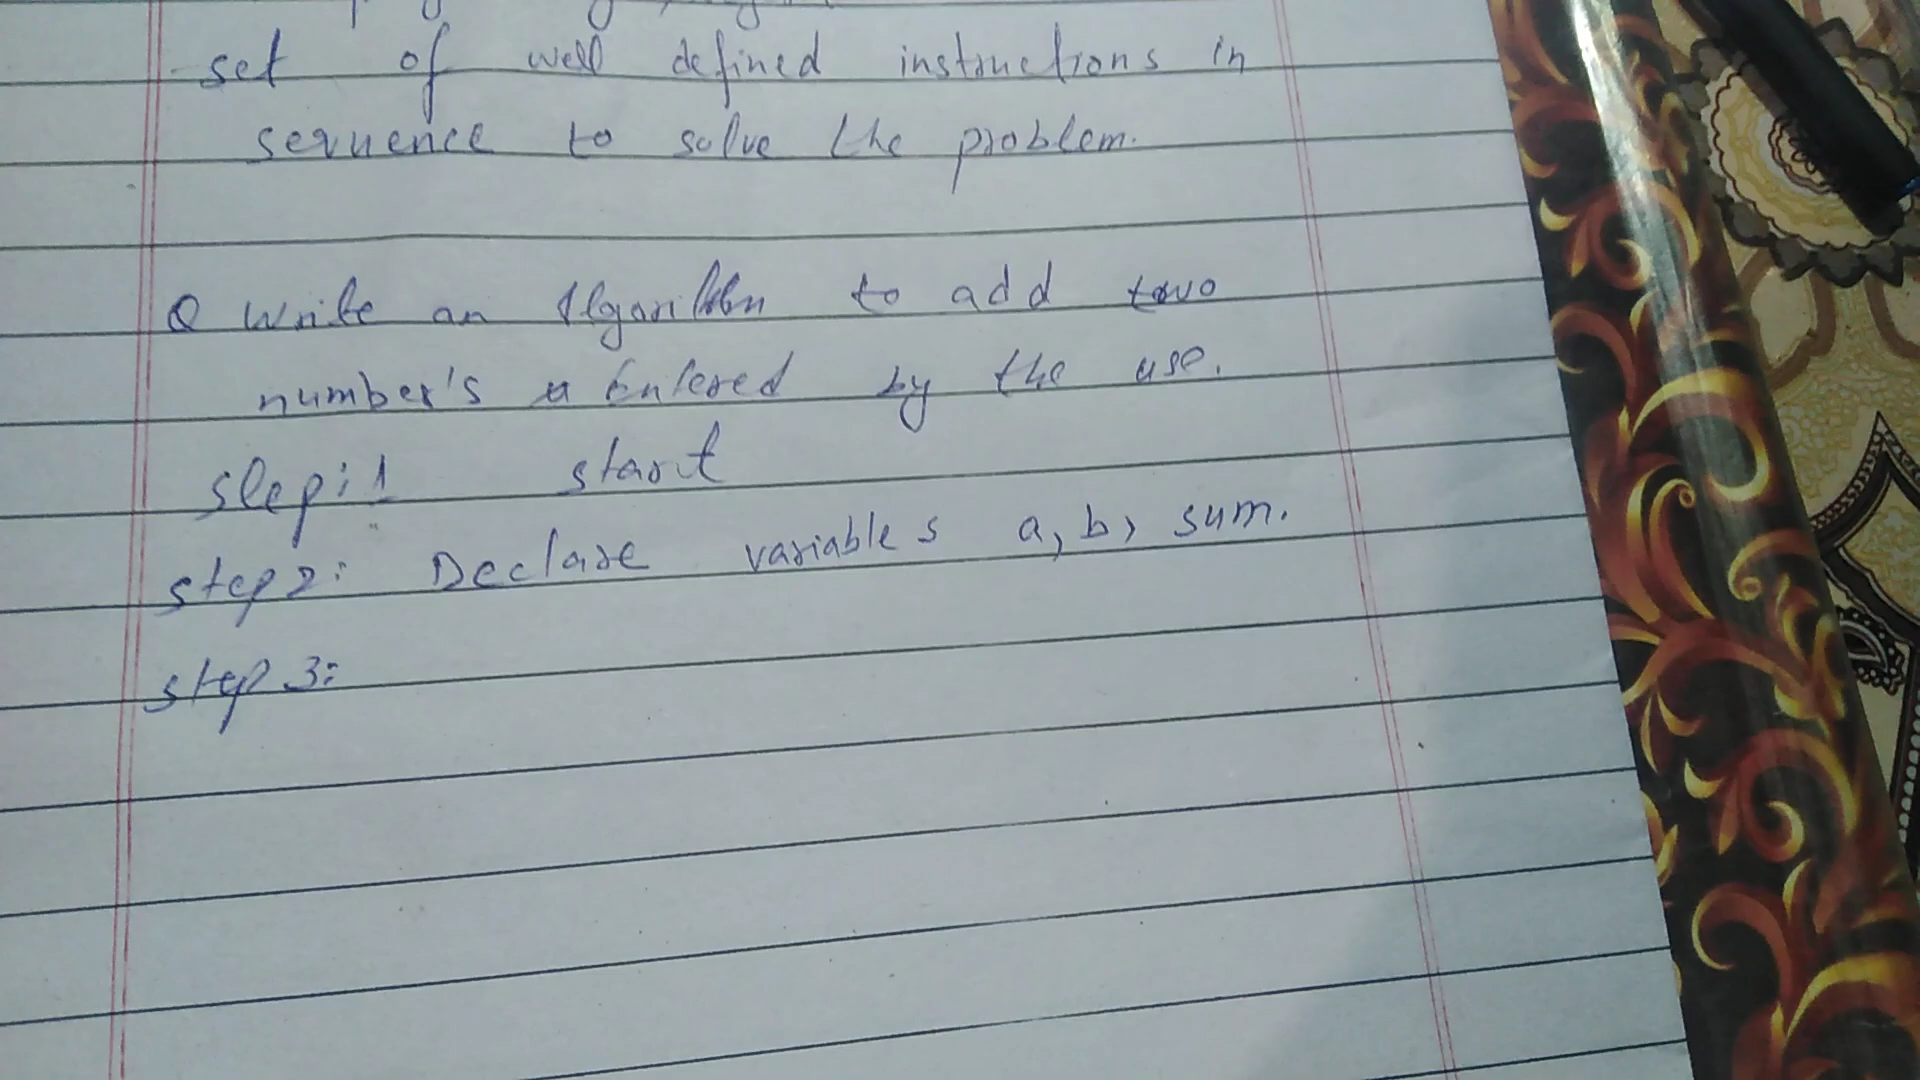 set of well defined instructions in
seruence to solve the problem.
Q Write an Algorithm to add two
number's Entered by the use.
step:1 start
step2: Declare variables a, b, sum.
step 3: